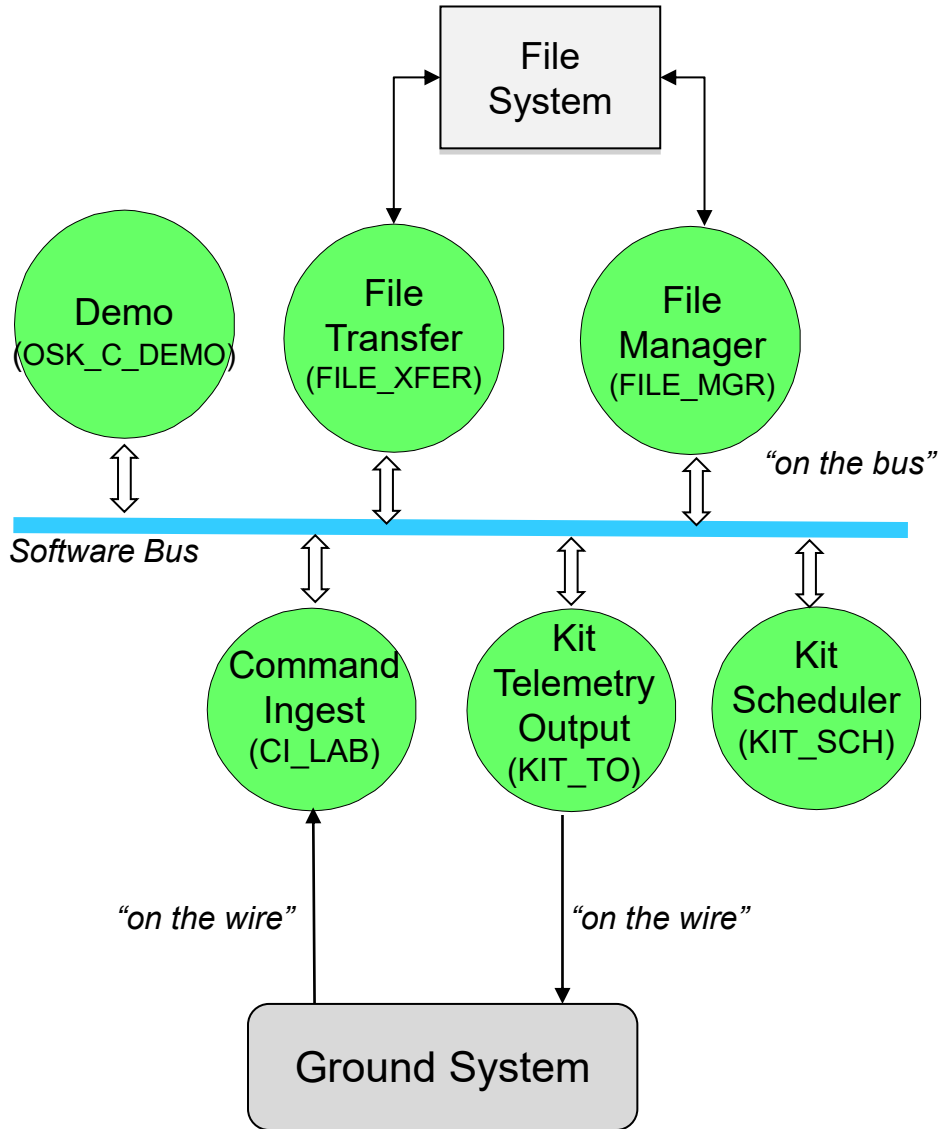 File
System
Demo
(OSK_C_DEMO)
File
Transfer
(FILE_XFER)
File
Manager
(FILE_MGR)
“on the bus”
Software Bus
Command
Ingest
(CI_LAB)
Kit
Telemetry
Output
(KIT_TO)
Kit
Scheduler
(KIT_SCH)
“on the wire”
“on the wire”
Ground System